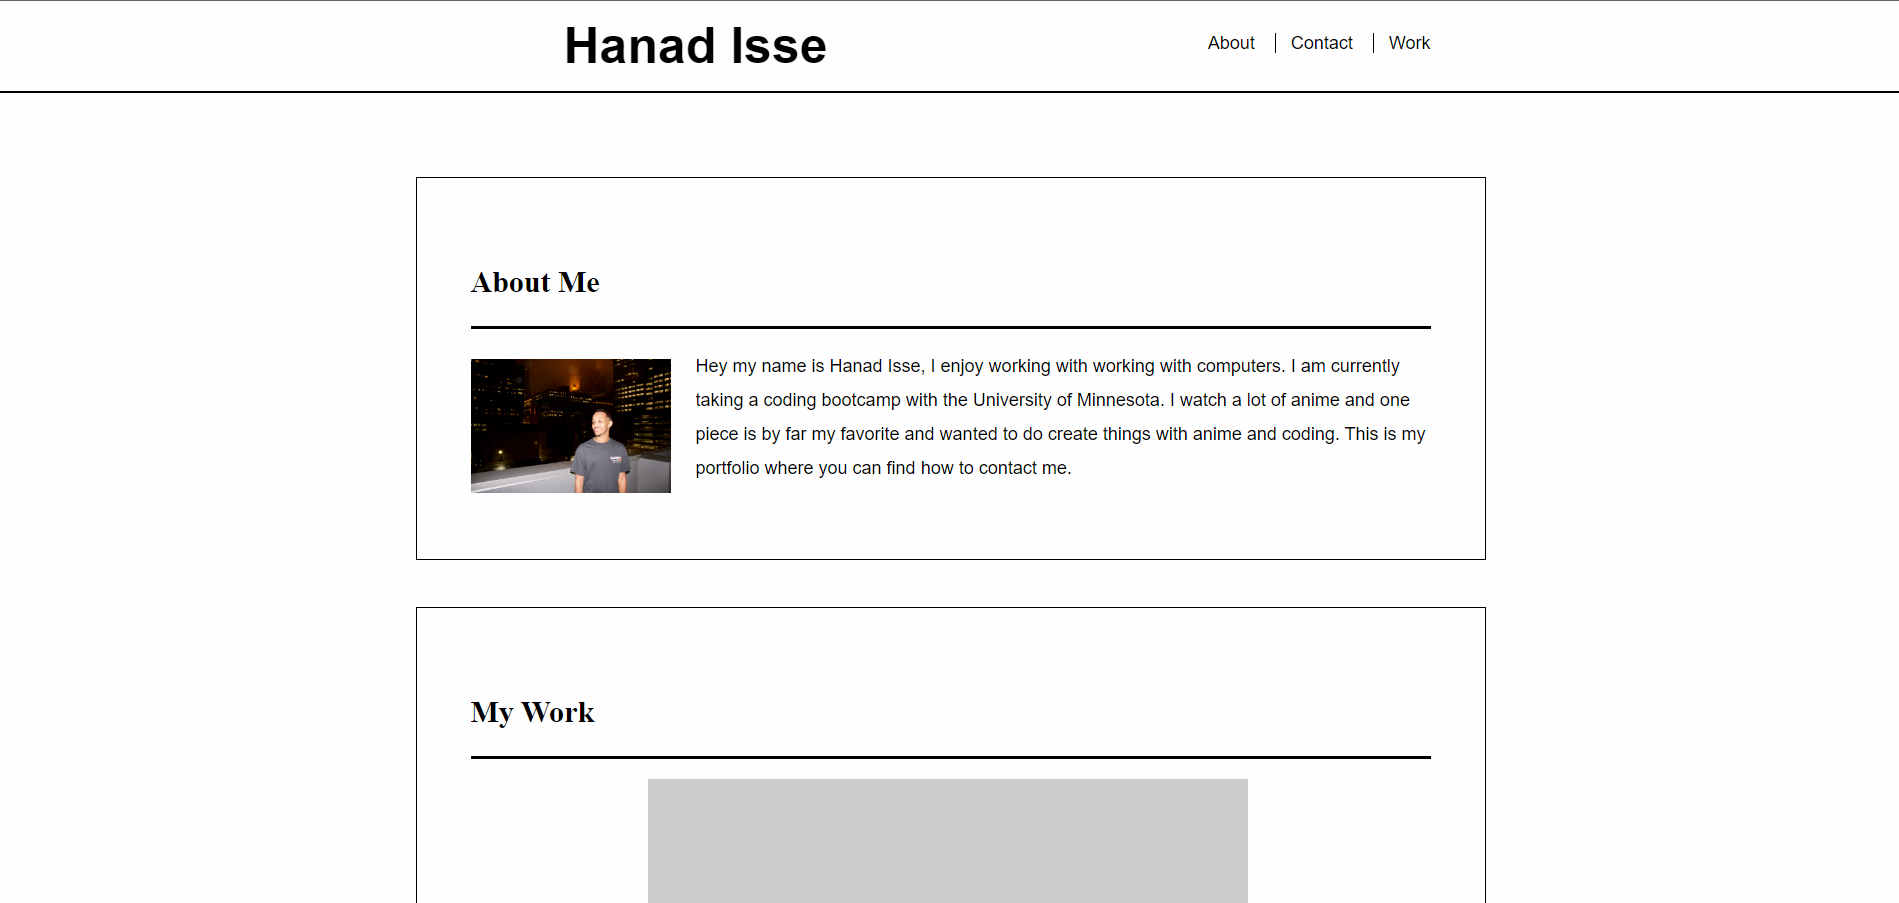 Hanad Isse
About
Contact
Work
About Me
Hey my name is Hanad Isse, I enjoy working with working with computers. I am currently
taking a coding bootcamp with the University of Minnesota. I watch a lot of anime and one
piece is by far my favorite and wanted to do create things with anime and coding. This is my
portfolio where you can find how to contact me.
My Work